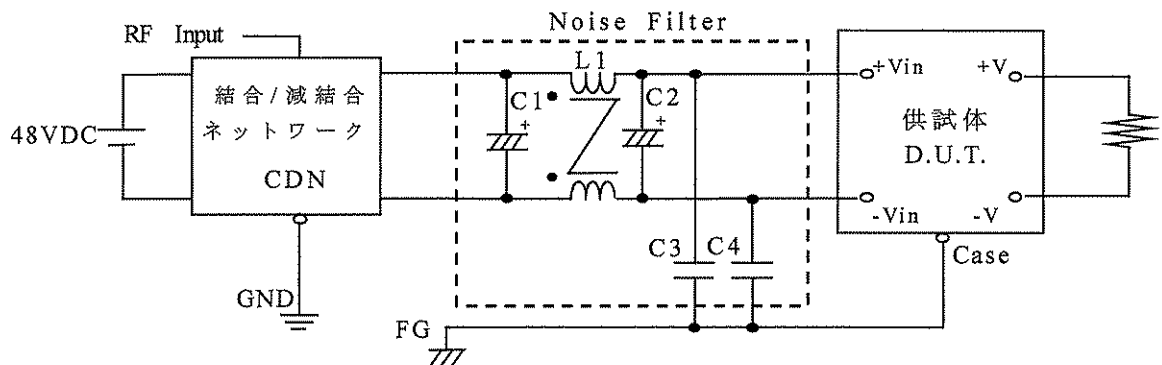 Noise Filter
RF Input
L1
+Vin
+V
C1
+
C2
+
結合/減結合
ネットワーク
CDN
48VDC
供試体
D.U.T.
-Vin
-V
C3
C4
Case
GND
FG